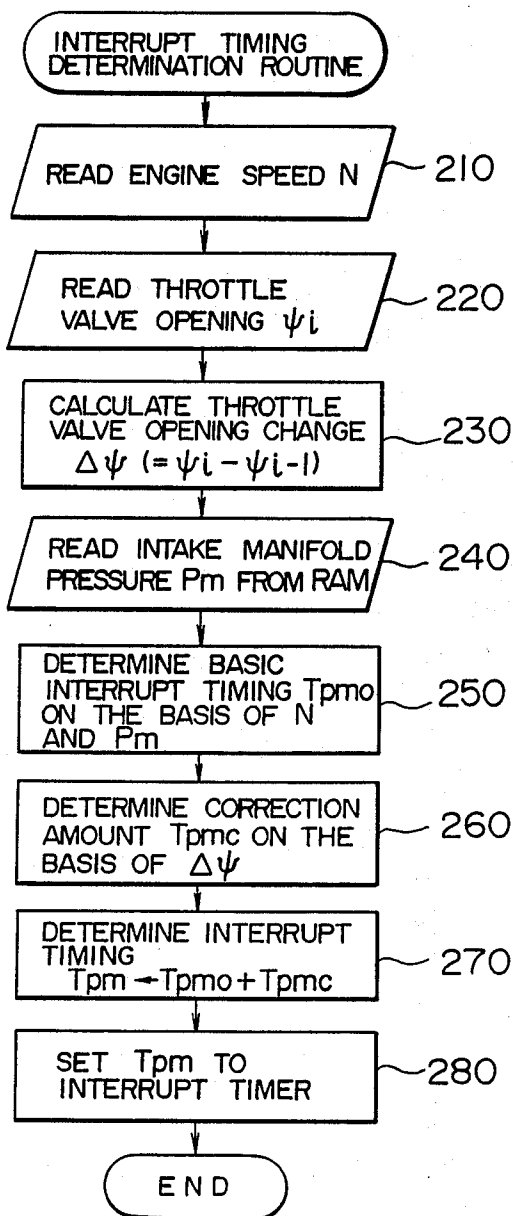 INTERRUPT TIMING
DETERMINATION ROUTINE
READ ENGINE SPEED N
210
READ THROTTLE
VALVE OPENING ψi
220
CALCULATE THROTTLE
VALVE OPENING CHANGE
Δψ (= ψi - ψi-1)
230
READ INTAKE MANIFOLD
PRESSURE Pm FROM RAM
240
DETERMINE BASIC
INTERRUPT TIMING Tpmo
ON THE BASIS OF N
AND Pm
250
DETERMINE CORRECTION
AMOUNT Tpmc ON THE
BASIS OF Δψ
260
DETERMINE INTERRUPT
TIMING
Tpm ← Tpmo + Tpmc
270
SET Tpm TO
INTERRUPT TIMER
280
END